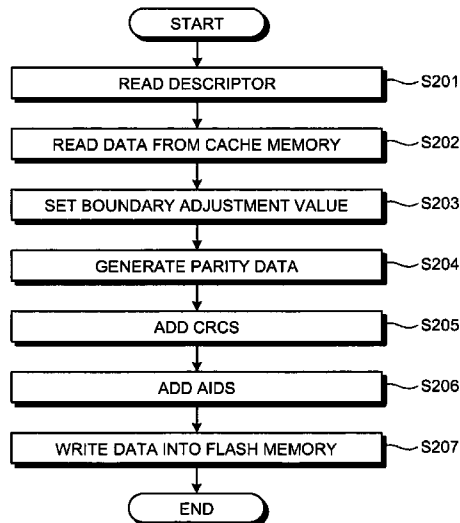 START
READ DESCRIPTOR
S201
READ DATA FROM CACHE MEMORY
S202
SET BOUNDARY ADJUSTMENT VALUE
S203
GENERATE PARITY DATA
S204
ADD CRCS
S205
ADD AIDS
S206
WRITE DATA INTO FLASH MEMORY
S207
END